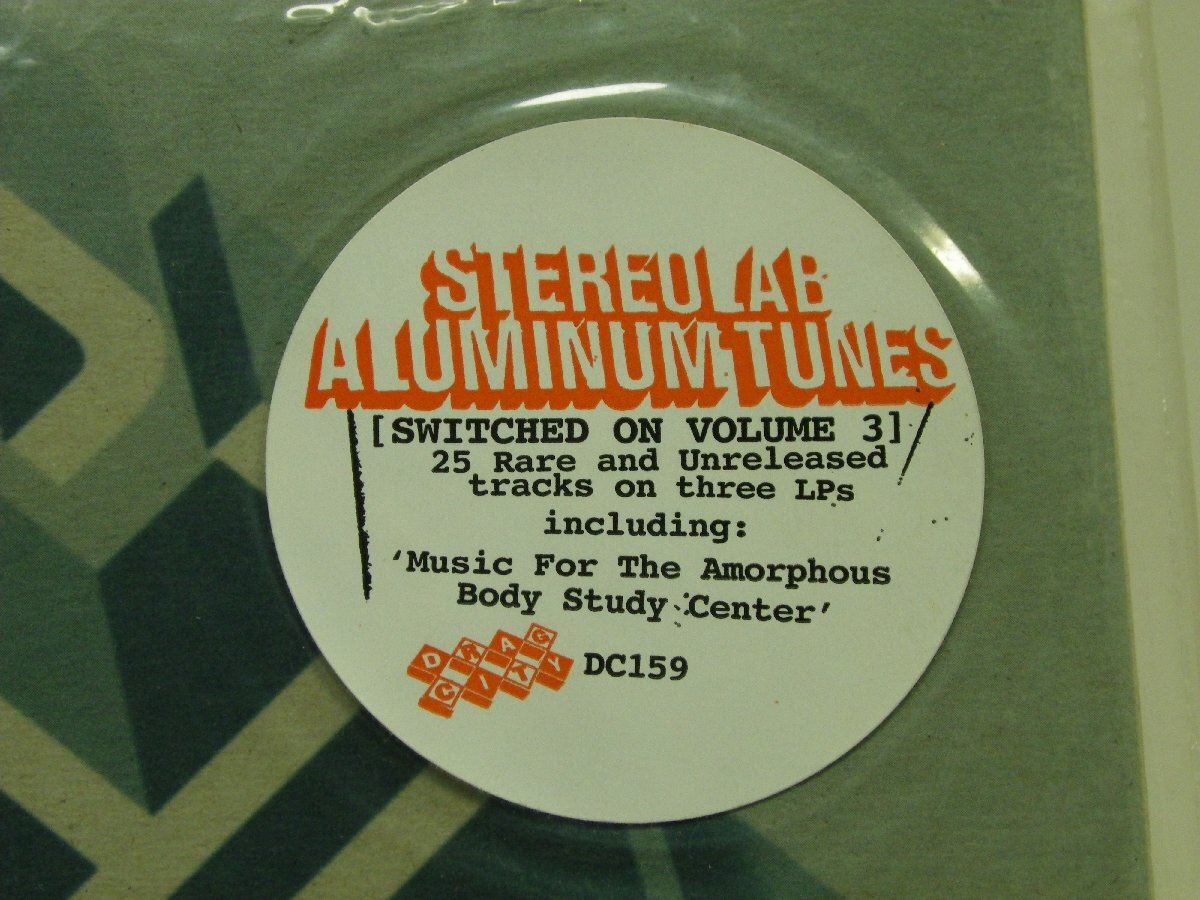 STEREOLAB
ALUMINUM TUNES
[SWITCHED ON VOLUME 3]
25 Rare and Unreleased
tracks on three LPs
including:
'Music For The Amorphous
Body Study Center'
DRAG
CITY
DC159